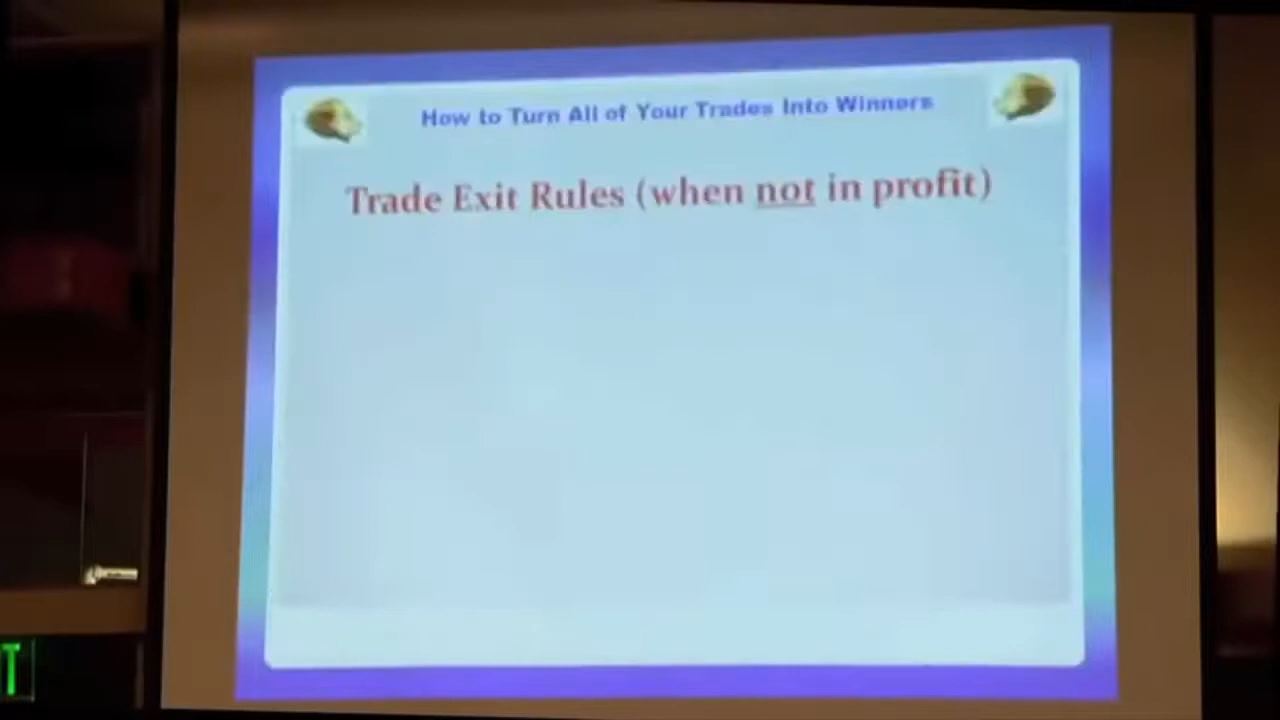 How to Turn All of Your Trades Into Winners
Trade Exit Rules (when not in profit)
T